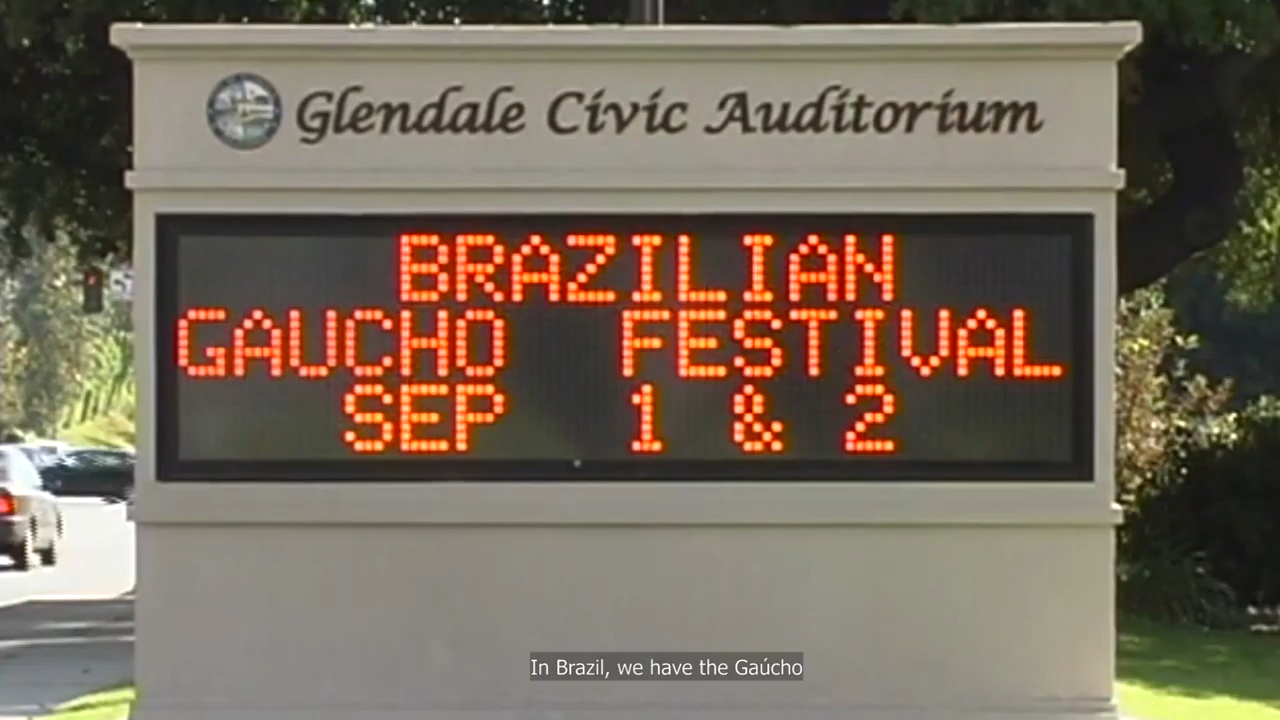 Glendale Civic Auditorium
BRAZILIAN
GAUCHO FESTIVAL
SEP 1 & 2
In Brazil, we have the Gaúcho